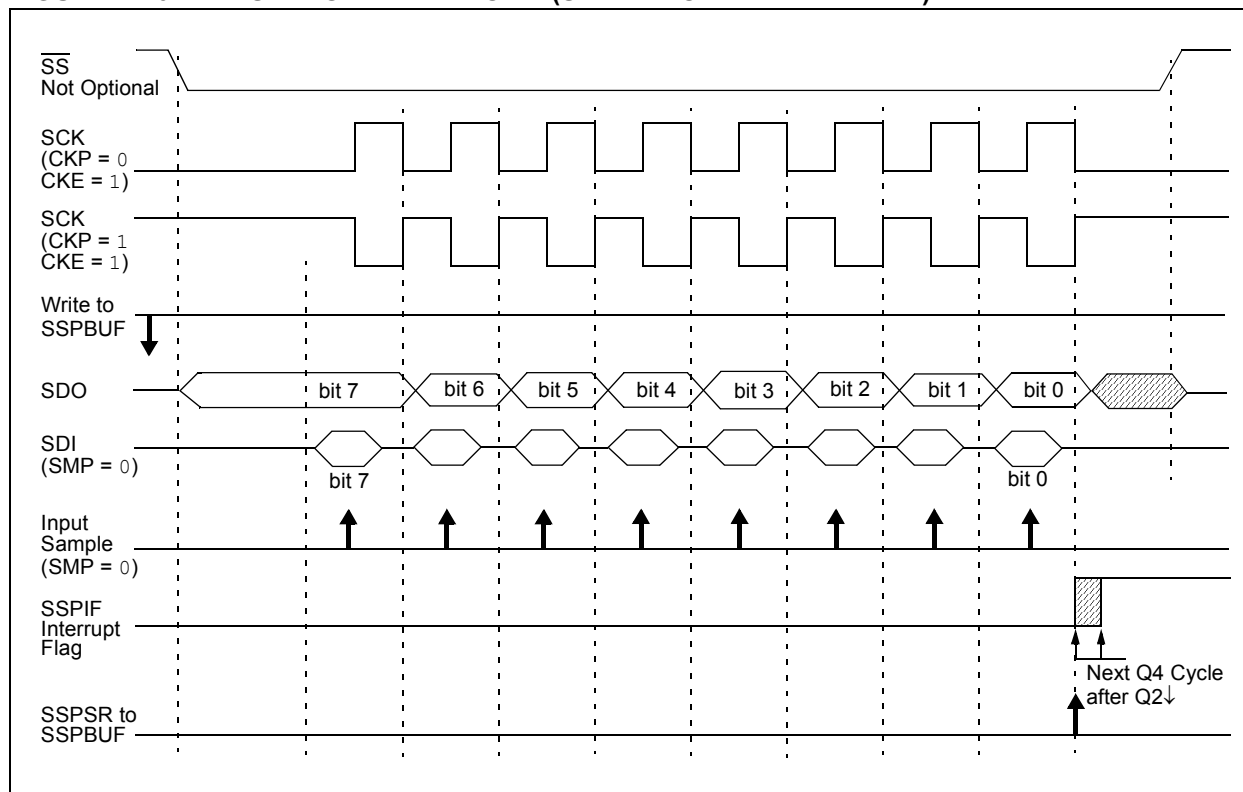 SS
Not Optional
SCK
(CKP = 0
CKE = 1)
SCK
(CKP = 1
CKE = 1)
Write to
SSPBUF
SDO
bit 7
bit 6
bit 5
bit 4
bit 3
bit 2
bit 1
bit 0
SDI
(SMP = 0)
bit 7
bit 0
Input
Sample
(SMP = 0)
SSPIF
Interrupt
Flag
Next Q4 Cycle
after Q2↓
SSPSR to
SSPBUF